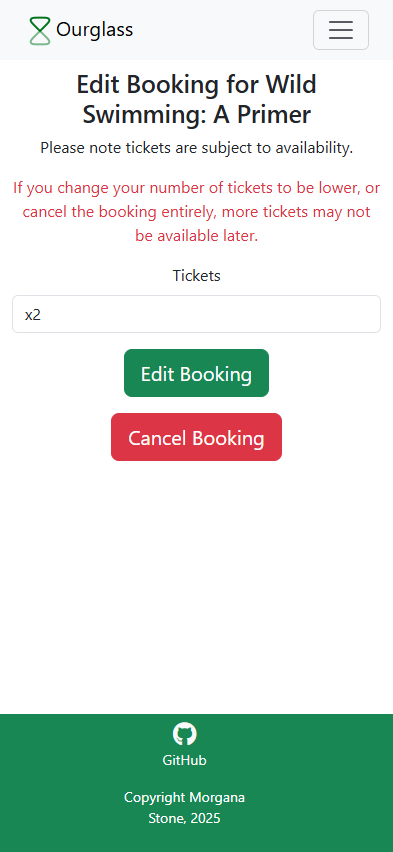 Ourglass
Edit Booking for Wild
Swimming: A Primer
Please note tickets are subject to availability.
If you change your number of tickets to be lower, or
cancel the booking entirely, more tickets may not
be available later.
Tickets
x2
Edit Booking
Cancel Booking
GitHub
Copyright Morgana
Stone, 2025